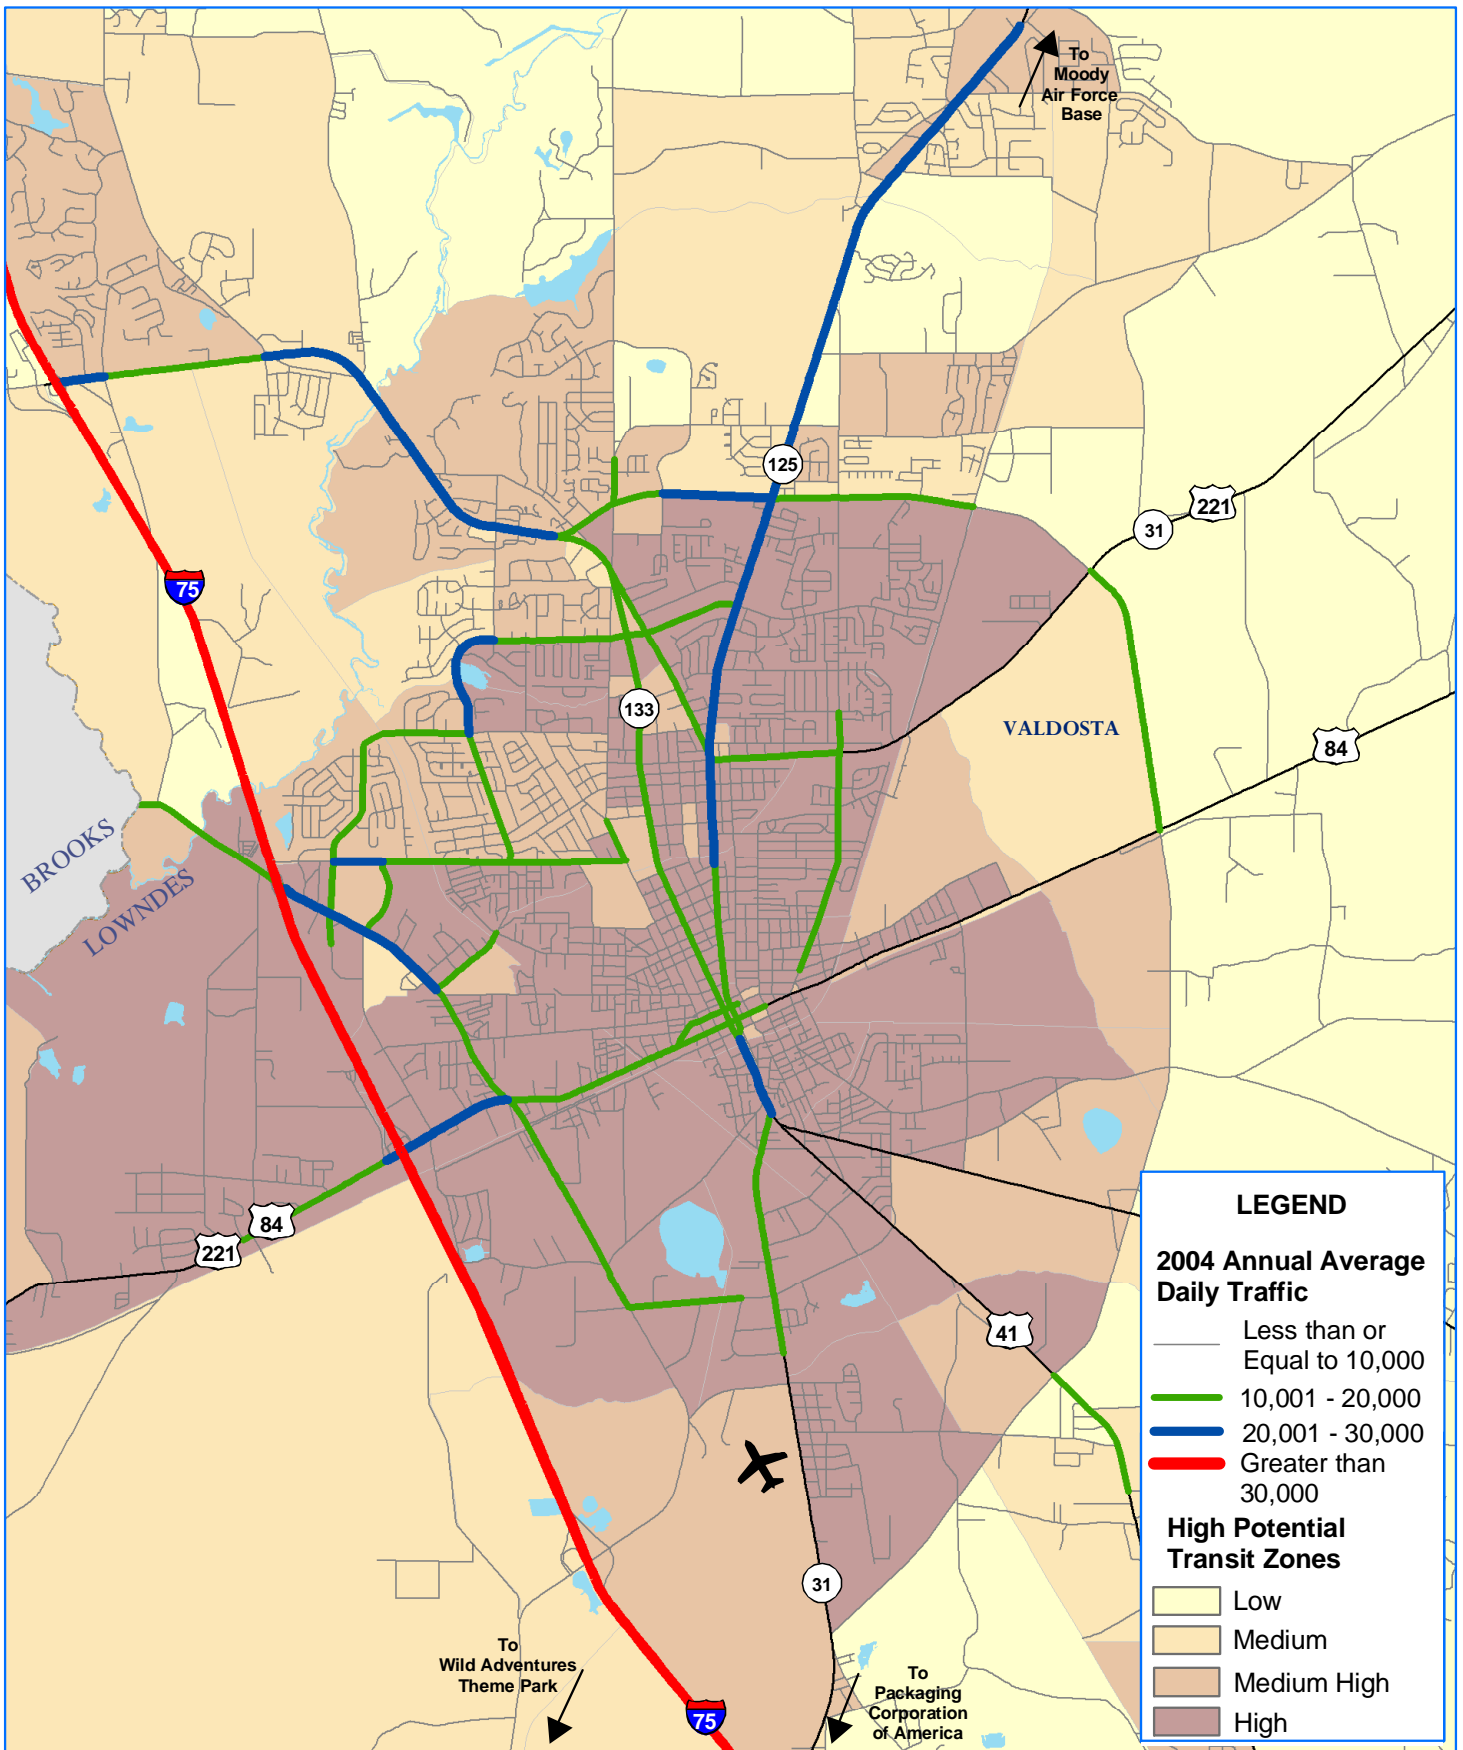 To
Moody
Air Force
Base
125
221
31
75
133
VALDOSTA
84
BROOKS
LOWNDES
84
221
41
31
To
Wild Adventures
Theme Park
75
To
Packaging
Corporation
of America
LEGEND
2004 Annual Average
Daily Traffic
Less than or
Equal to 10,000
10,001 - 20,000
20,001 - 30,000
Greater than
30,000
High Potential
Transit Zones
Low
Medium
Medium High
High